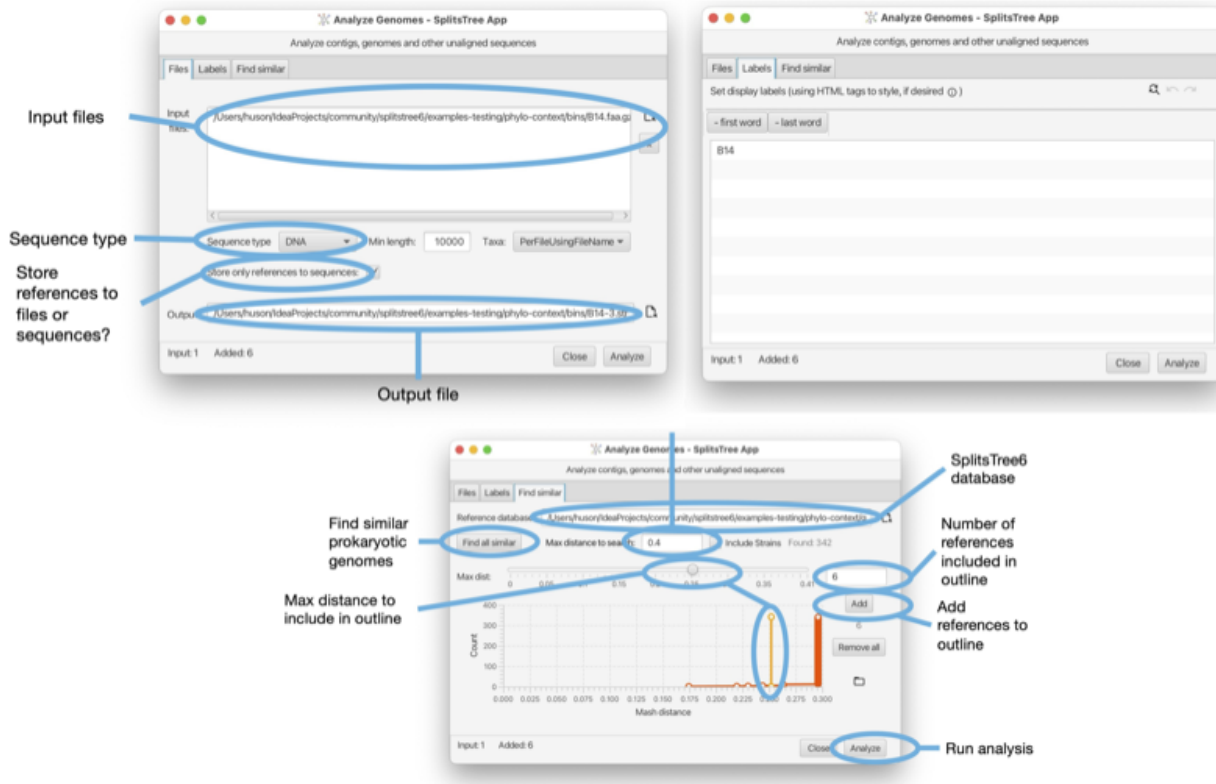 Analyze Genomes - SplitsTree App
Analyze contigs, genomes and other unaligned sequences
Files Labels Find similar
Input files
Input files:
/Users/huson/IdeaProjects/community/splitstree6/examples-testing/phylo-context/bins/B14.faa.gz
Sequence type
Sequence type DNA Min length: 10000 Taxa: PerFileUsingFileName
Store only references to sequences:
Store
references to
files or
sequences?
Output /Users/huson/IdeaProjects/community/splitstree6/examples-testing/phylo-context/bins/B14-3.
Input: 1 Added: 6 Close Analyze
Output file
Analyze Genomes - SplitsTree App
Analyze contigs, genomes and other unaligned sequences
Files Labels Find similar
Set display labels (using HTML tags to style, if desired ⓘ )
- first word - last word
B14
Input: 1 Added: 6 Close Analyze
Analyze Genomes - SplitsTree App
Analyze contigs, genomes and other unaligned sequences
Files Labels Find similar
SplitsTree6
database
Reference database /Users/huson/IdeaProjects/community/splitstree6/examples-testing/phylo-context/
Find similar
prokaryotic
genomes
Find all similar Max distance to search: 0.4 Include Strains Found: 342
Number of
references
included in
outline
Max dist: 6
0 0.05 0.15 0.35 0.41
Max distance to
include in outline
Add
Add
references to
outline
6
Remove all
Count
400
300
200
100
0
0.000 0.025 0.050 0.075 0.100 0.125 0.150 0.175 0.200 0.225 0.250 0.275 0.300
Mash distance
Input: 1 Added: 6 Close Analyze
Run analysis